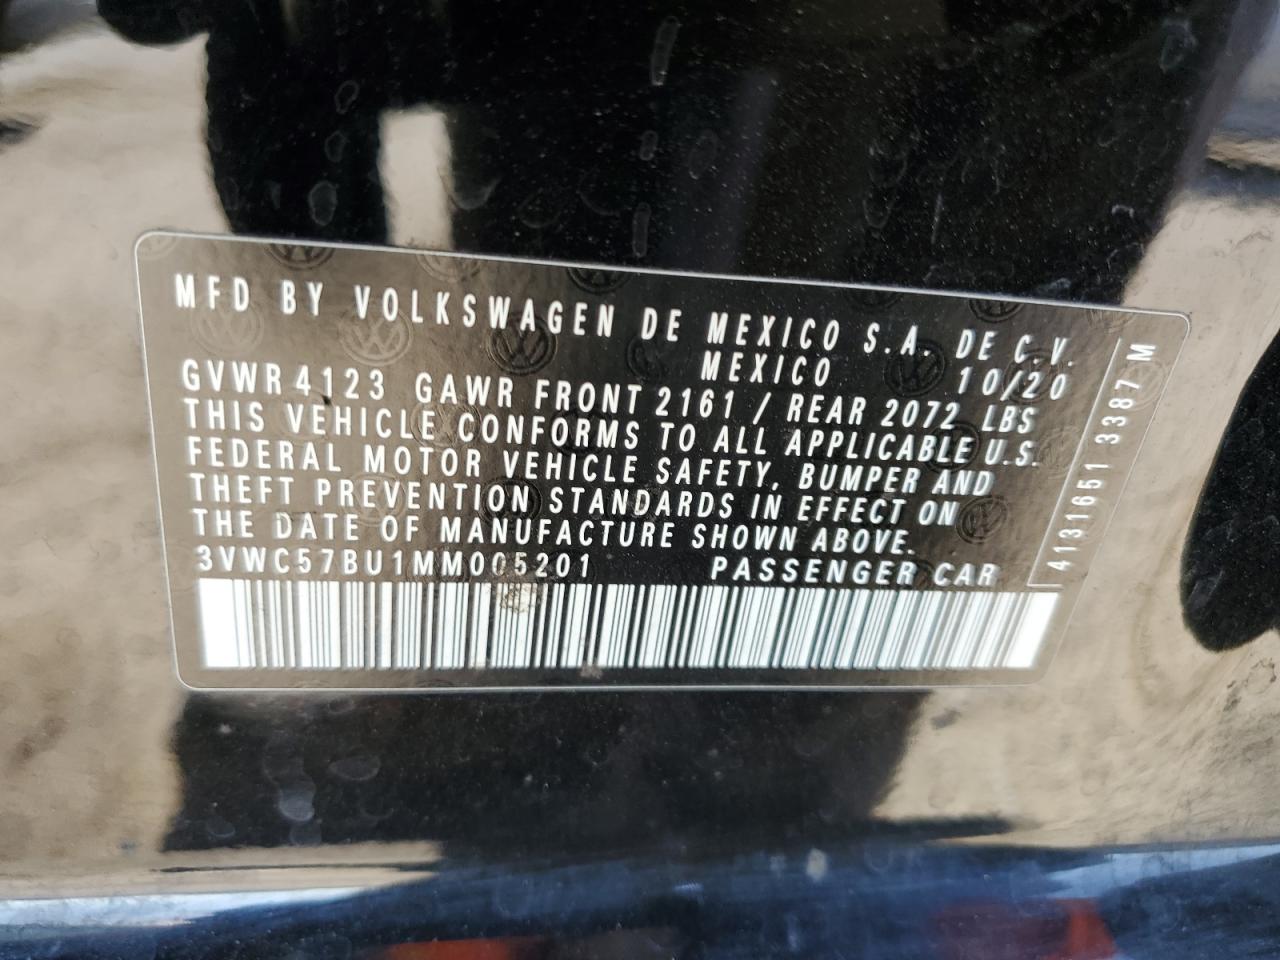 MFD BY VOLKSWAGEN DE MEXICO S.A. DE C.V.
MEXICO 10/20
GVWR 4123 GAWR FRONT 2161 / REAR 2072 LBS
THIS VEHICLE CONFORMS TO ALL APPLICABLE U.S.
FEDERAL MOTOR VEHICLE SAFETY, BUMPER AND
THEFT PREVENTION STANDARDS IN EFFECT ON
THE DATE OF MANUFACTURE SHOWN ABOVE.
3VWC57BU1MM005201 PASSENGER CAR
4131651 3387 M